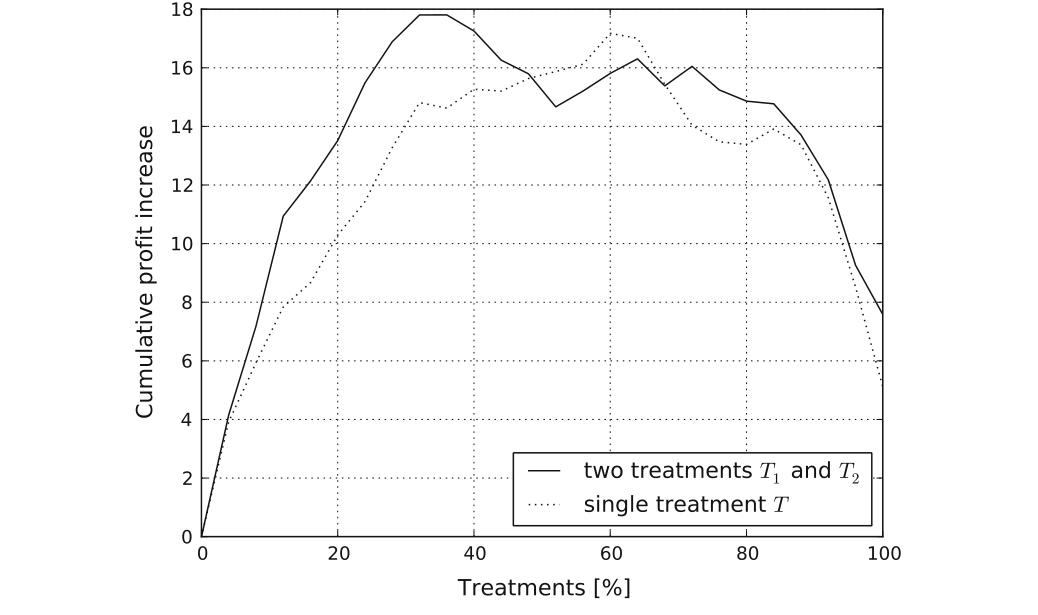 18
16
14
12
10
8
6
4
2
0
Cumulative profit increase
two treatments T₁ and T₂
single treatment T
0 20 40 60 80 100
Treatments [%]